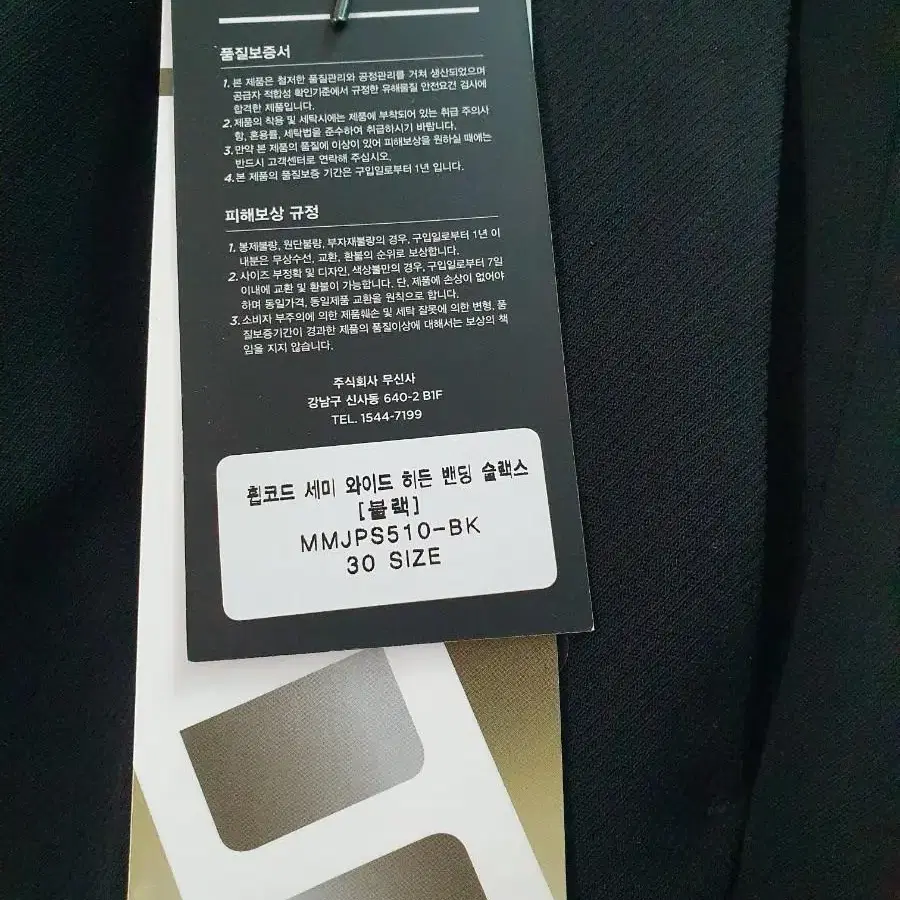 품질보증서
1. 본 제품은 철저한 품질관리와 공정관리를 거쳐 생산되었으며
공급자 적합성 확인기준에서 규정한 유해물질 안전요건 검사에
합격한 제품입니다.
2. 제품의 착용 및 세탁시에는 제품에 부착되어 있는 취급 주의사
항, 혼용률, 세탁법을 준수하여 취급하시기 바랍니다.
3. 만약 본 제품의 품질에 이상이 있어 피해보상을 원하실 때에는
반드시 고객센터로 연락해 주십시오.
4. 본 제품의 품질보증 기간은 구입일로부터 1년 입니다.
피해보상 규정
1. 봉제불량, 원단불량, 부자재불량의 경우, 구입일로부터 1년 이
내분은 무상수선, 교환, 환불의 순위로 보상합니다.
2. 사이즈 부정확 및 디자인, 색상불만의 경우, 구입일로부터 7일
이내에 교환 및 환불이 가능합니다. 단, 제품에 손상이 없어야
하며 동일가격, 동일제품 교환을 원칙으로 합니다.
3. 소비자 부주의에 의한 제품훼손 및 세탁 잘못에 의한 변형, 품
질보증기간이 경과한 제품의 품질이상에 대해서는 보상의 책
임을 지지 않습니다.
주식회사 무신사
강남구 신사동 640-2 B1F
TEL. 1544-7199
휩코드 세미 와이드 히든 밴딩 슬랙스
[블랙]
MMJPS510-BK
30 SIZE